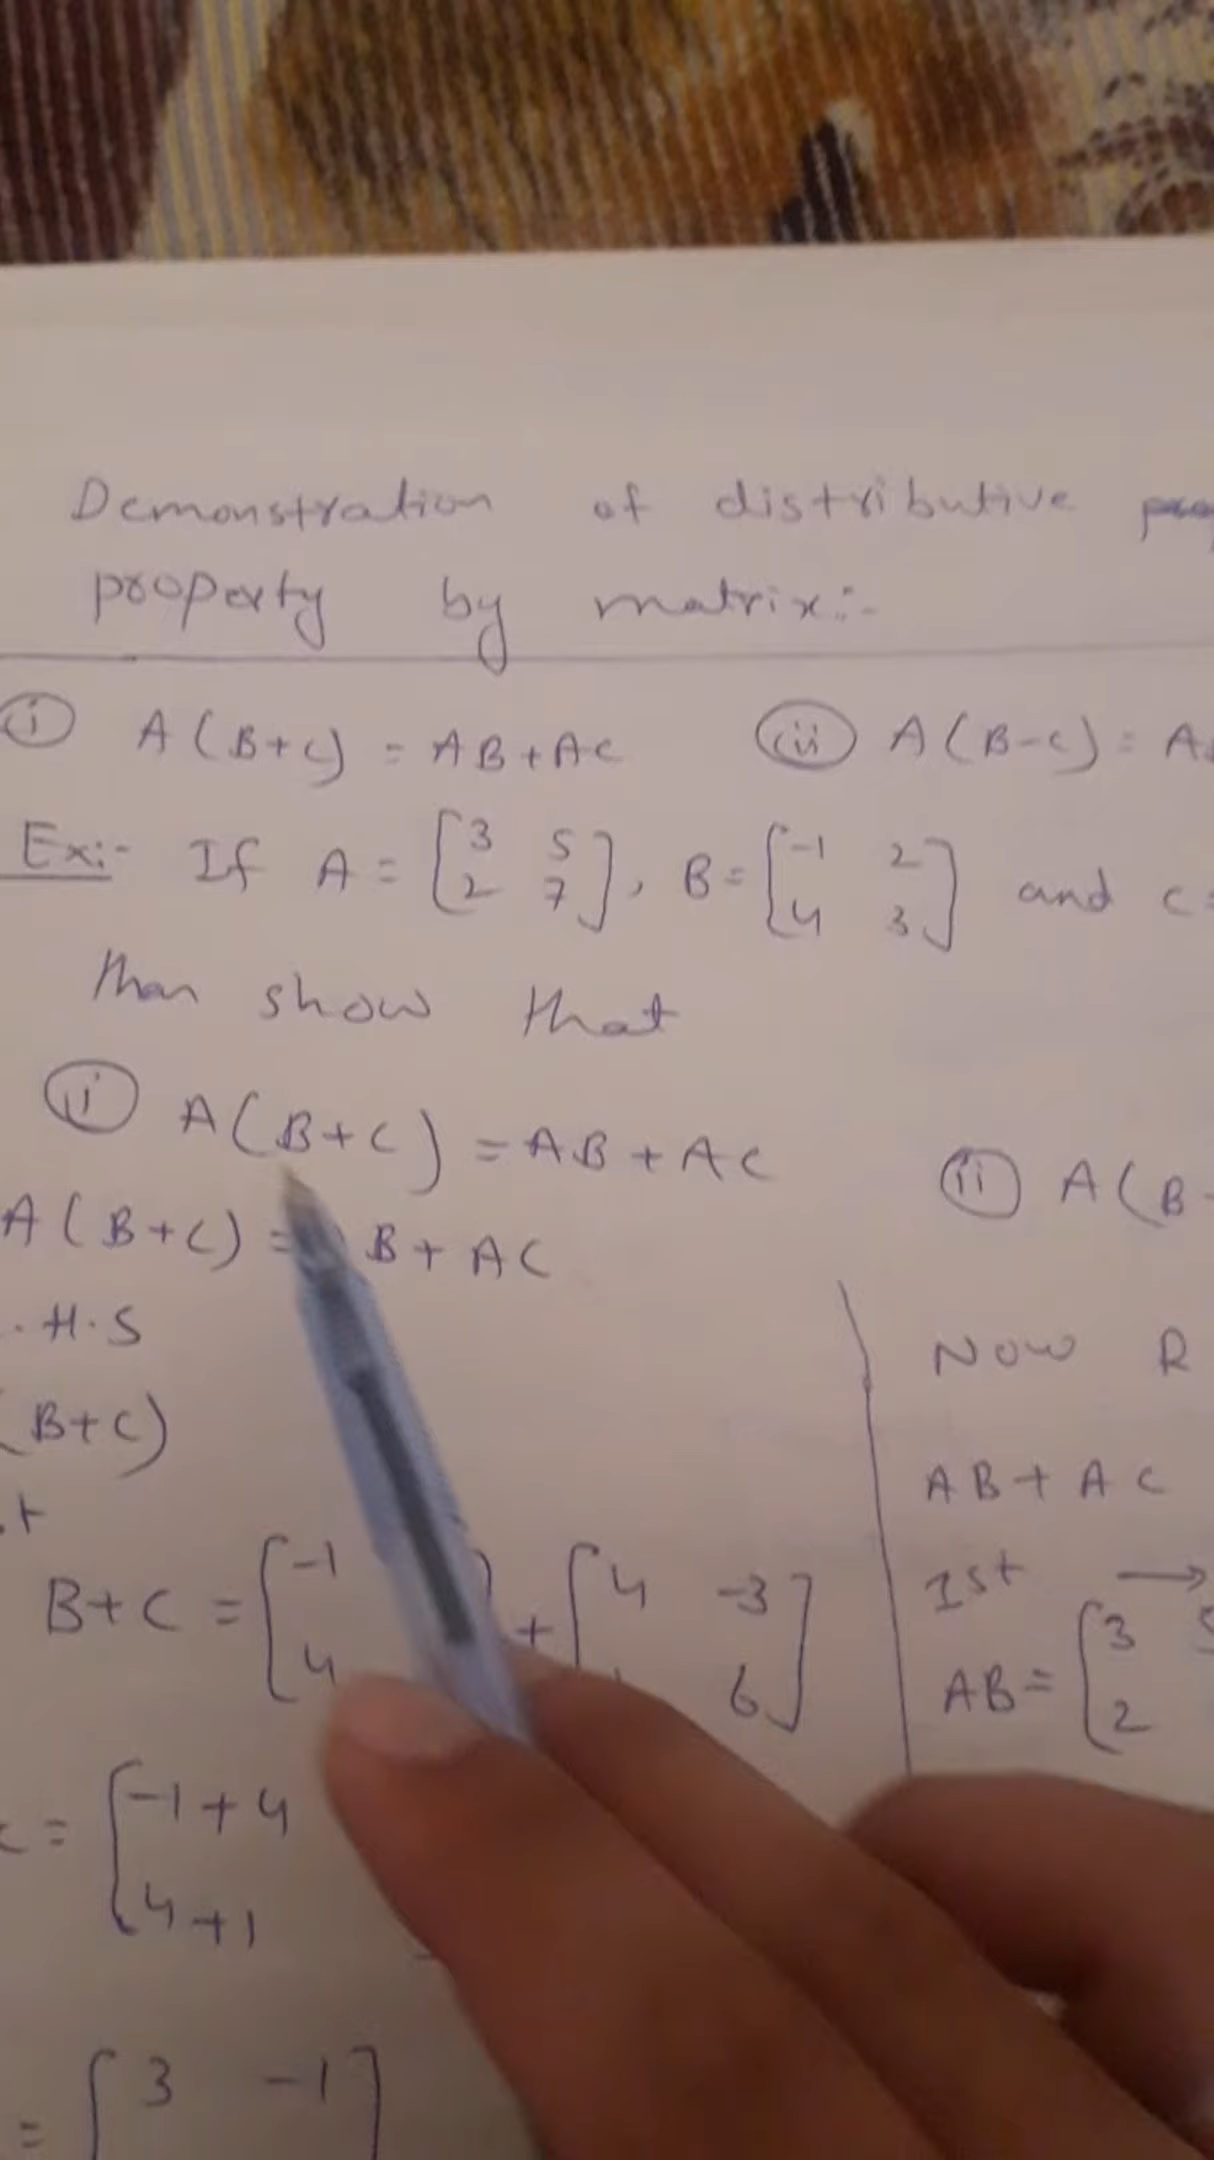 Demonstration of distributive
property by matrix:-
(i) A(B+C) = AB+AC (ii) A(B-C) =
Ex:- If A = [3 5 2 7], B = [-1 2 4 3] and C =
then show that
(i) A(B+C) = AB + AC (ii) A(B-
A(B+C) = B + AC
.H.S
(B+C)
B+C = [-1 4 ] + [4 -3 6]
= [-1+4 4+1
= [3 -1]
Now R
AB + AC
Ist →
AB = [3 2